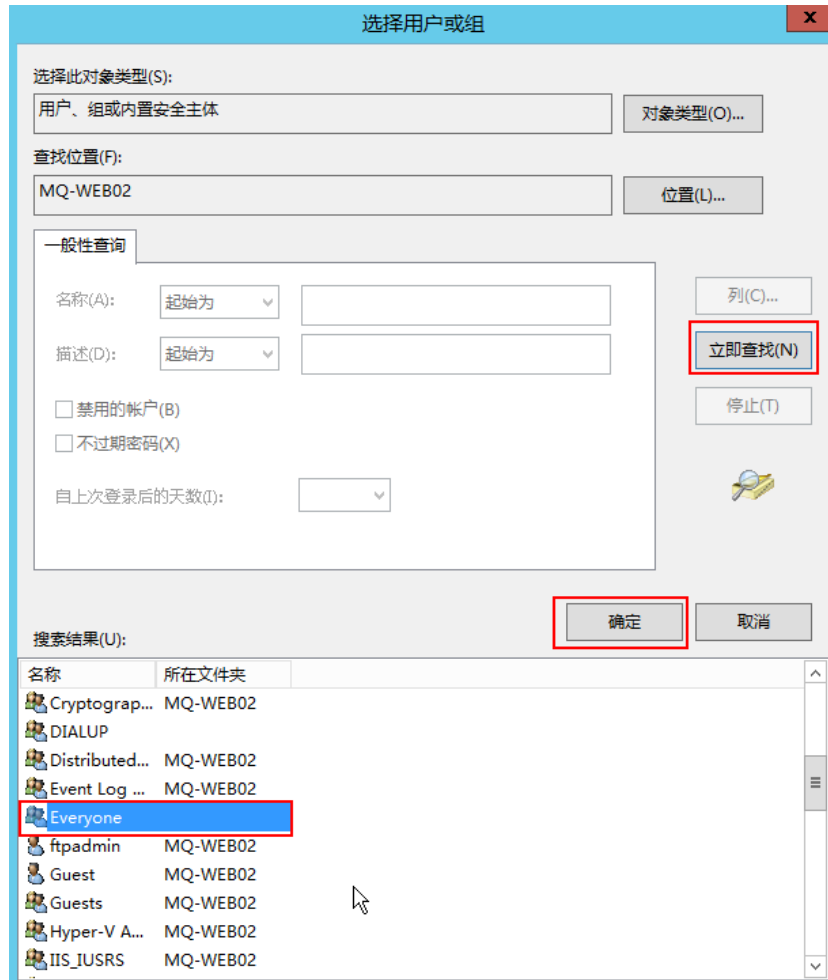 选择用户或组
x
选择此对象类型(S):
用户、组或内置安全主体
对象类型(O)...
查找位置(F):
MQ-WEB02
位置(L)...
一般性查询
名称(A):
起始为
列(C)...
立即查找(N)
描述(D):
起始为
停止(T)
禁用的帐户(B)
不过期密码(X)
自上次登录后的天数(I):
确定
取消
搜索结果(U):
名称 所在文件夹
Cryptograp... MQ-WEB02
DIALUP
Distributed... MQ-WEB02
Event Log ... MQ-WEB02
Everyone
ftpadmin MQ-WEB02
Guest MQ-WEB02
Guests MQ-WEB02
Hyper-V A... MQ-WEB02
IIS_IUSRS MQ-WEB02